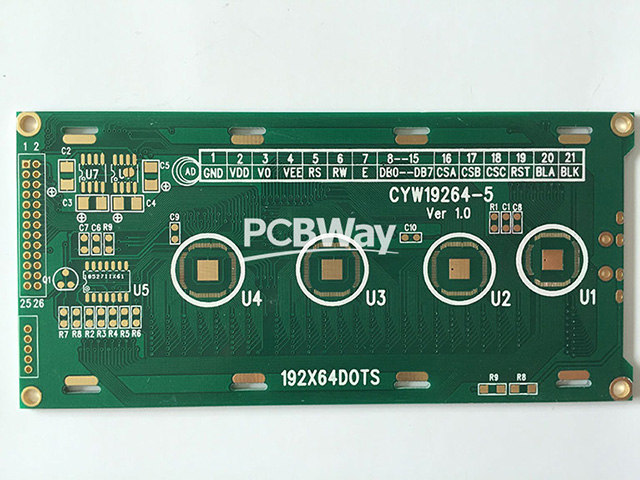 1 2
C2
U7
C5
C3
C4
AD
1 2 3 4 5 6 7 8--15 16 17 18 19 20 21
GND VDD V0 VEE RS RW E DB0--DB7 CSA CSB CSC RST BLA BLK
CYW19264-5
Ver 1.0
R1 C1 C8
C9
C10
C7 C6 R9
PCBWay
Q1
U5
U4
U3
U2
U1
25 26
R7 R8 R2 R3 R4 R5 R6
192X64DOTS
R9 R8